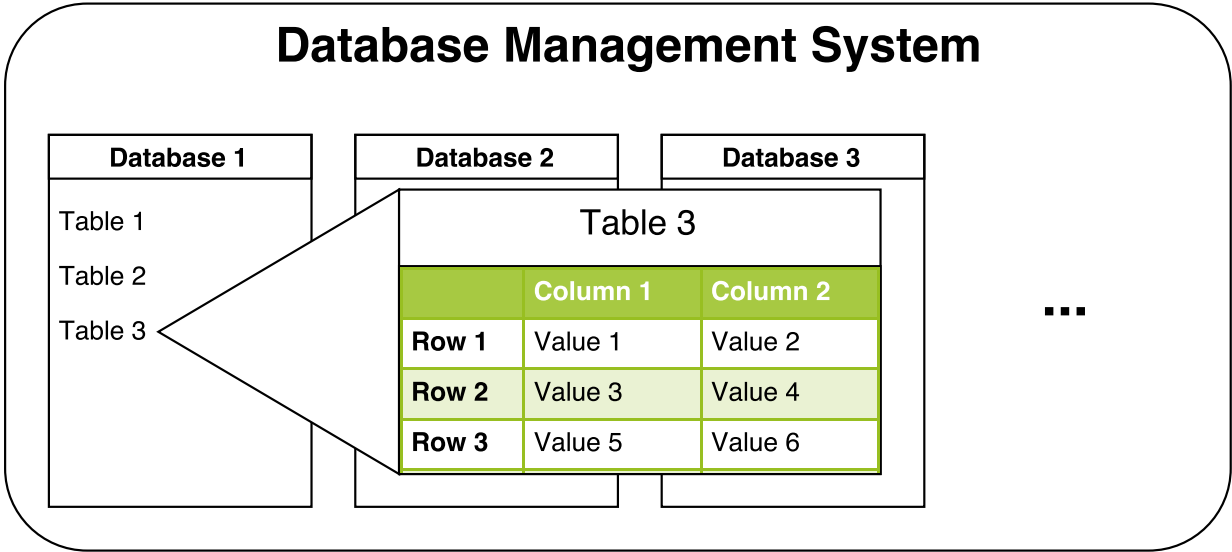 Database Management System
Database 1
Database 2
Database 3
Table 1
Table 2
Table 3
Table 3
Column 1 Column 2
Row 1 Value 1 Value 2
Row 2 Value 3 Value 4
Row 3 Value 5 Value 6
...